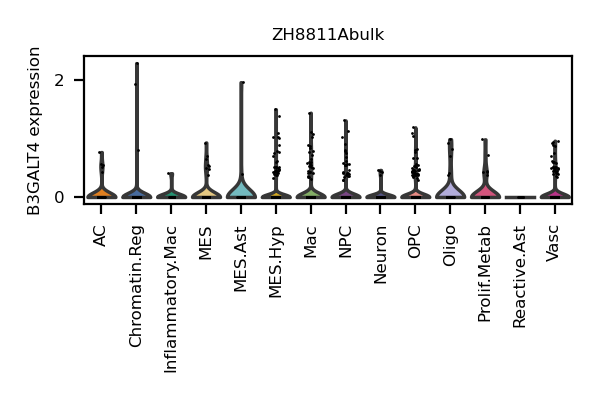 ZH8811Abulk
B3GALT4 expression
2
0
AC
Chromatin.Reg
Inflammatory.Mac
MES
MES.Ast
MES.Hyp
Mac
NPC
Neuron
OPC
Oligo
Prolif.Metab
Reactive.Ast
Vasc